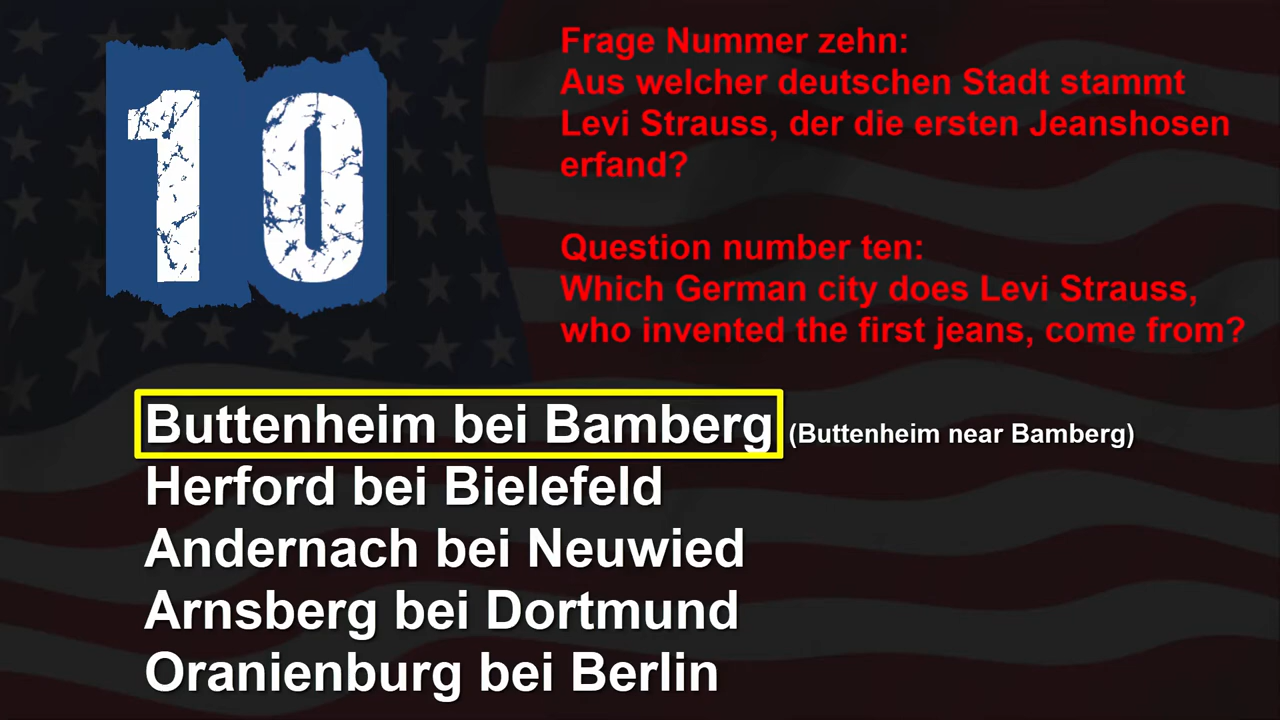 10
Frage Nummer zehn:
Aus welcher deutschen Stadt stammt
Levi Strauss, der die ersten Jeanshosen
erfand?
Question number ten:
Which German city does Levi Strauss,
who invented the first jeans, come from?
Buttenheim bei Bamberg (Buttenheim near Bamberg)
Herford bei Bielefeld
Andernach bei Neuwied
Arnsberg bei Dortmund
Oranienburg bei Berlin